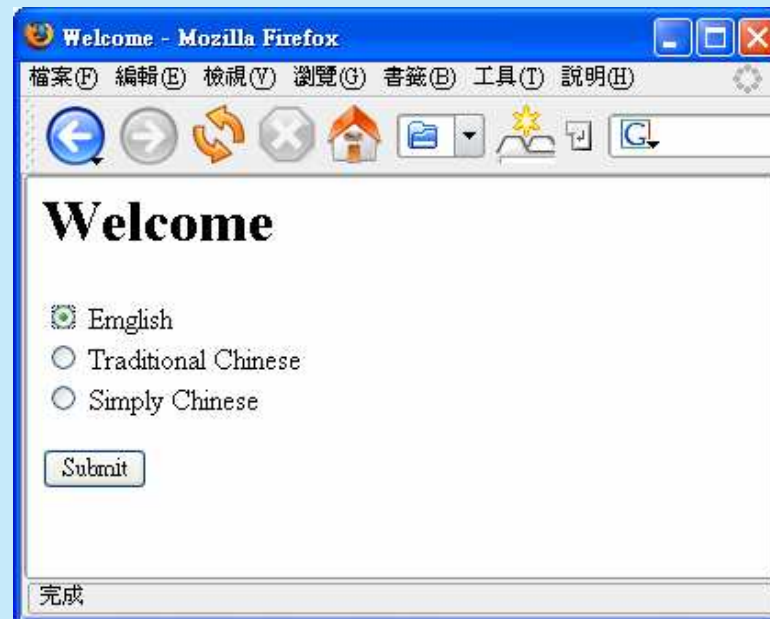 Welcome - Mozilla Firefox
檔案(F) 編輯(E) 檢視(V) 瀏覽(G) 書籤(B) 工具(T) 說明(H)
G
Welcome
Emglish
Traditional Chinese
Simply Chinese
Submit
完成